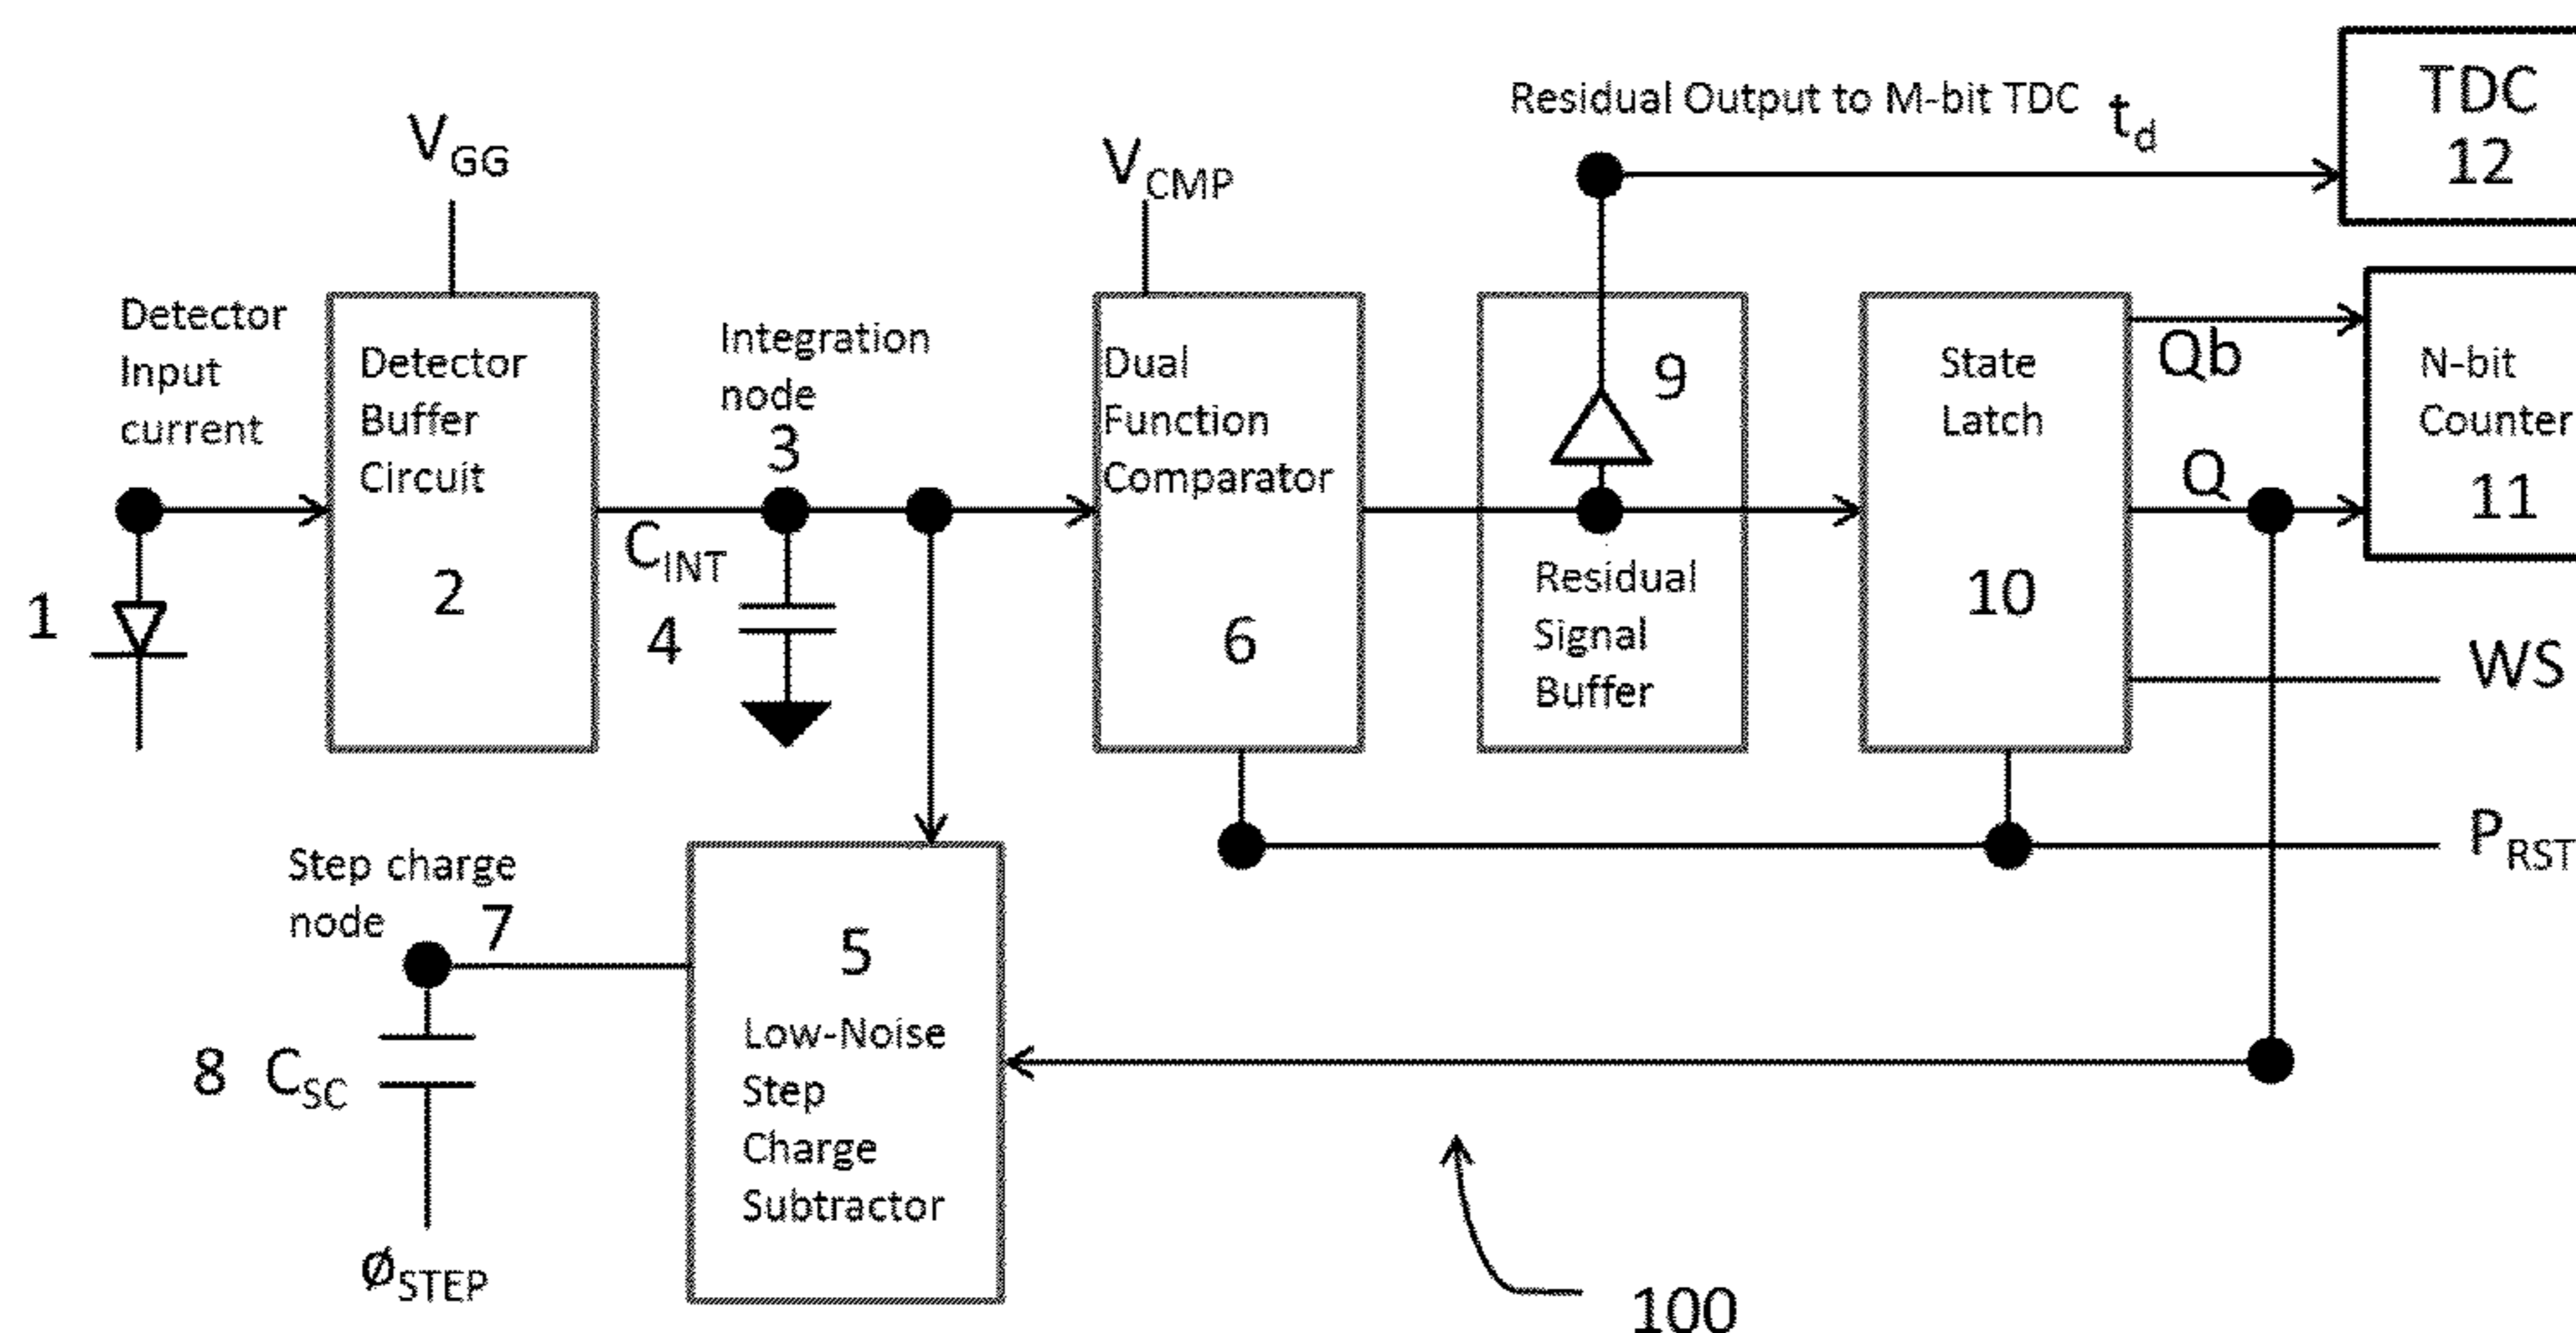 Residual Output to M-bit TDC t_d
TDC
12
V_GG
V_CMP
Detector
Input
current
1
Detector
Buffer
Circuit
2
Integration
node
3
C_INT
4
Dual
Function
Comparator
6
9
Residual
Signal
Buffer
State
Latch
10
Qb
Q
N-bit
Counter
11
WS
P_RST
Step charge
node 7
8 C_SC
ø_STEP
5
Low-Noise
Step
Charge
Subtractor
100